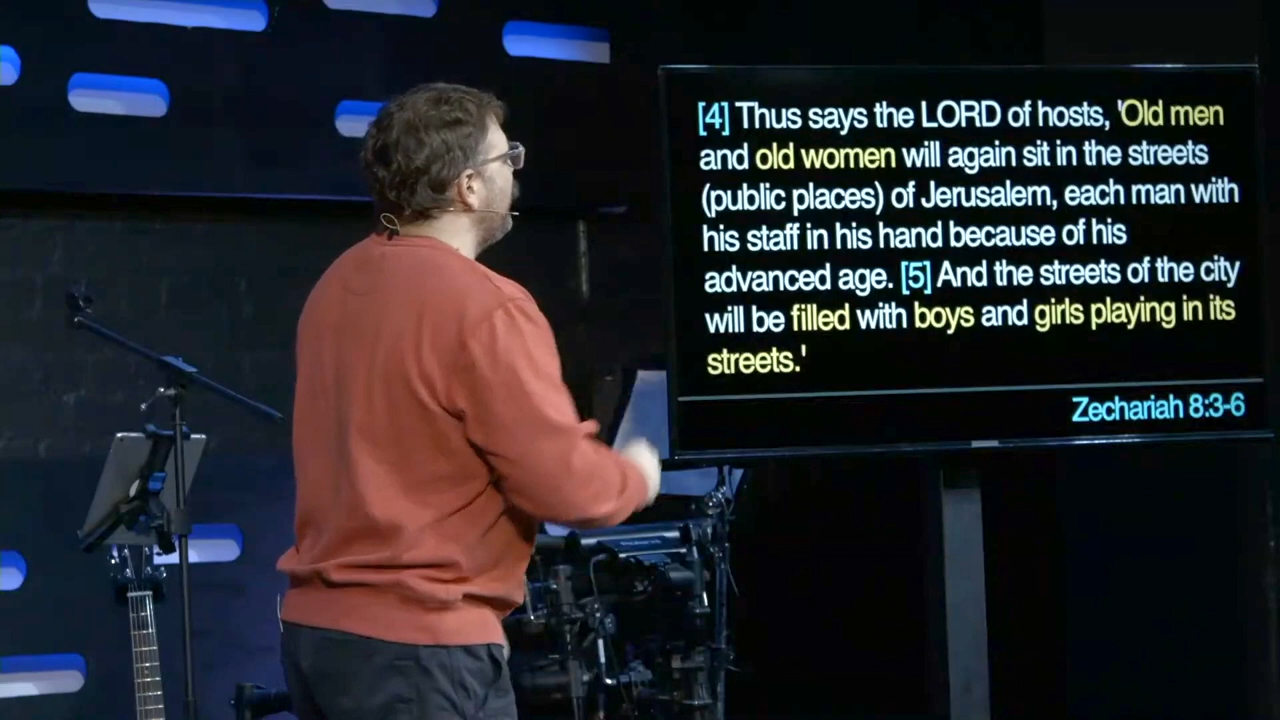 [4] Thus says the LORD of hosts, 'Old men
and old women will again sit in the streets
(public places) of Jerusalem, each man with
his staff in his hand because of his
advanced age. [5] And the streets of the city
will be filled with boys and girls playing in its
streets.'
Zechariah 8:3-6
Roland